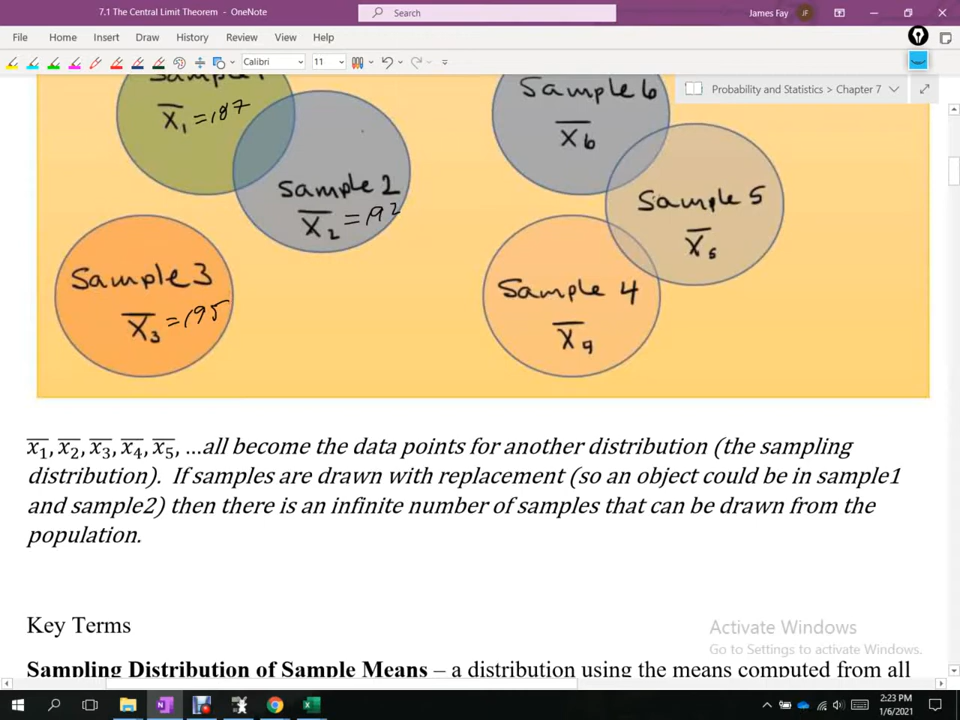 7.1 The Central Limit Theorem - OneNote
Search
James Fay JF
File Home Insert Draw History Review View Help
Calibri 11
Probability and Statistics > Chapter 7
Sample 1
x̄₁ =187
Sample 6
x̄₆
Sample 2
x̄₂ =192
Sample 5
x̄₅
Sample 3
x̄₃ =195
Sample 4
x̄₄
x̄₁, x̄₂, x̄₃, x̄₄, x̄₅, …all become the data points for another distribution (the sampling
distribution). If samples are drawn with replacement (so an object could be in sample1
and sample2) then there is an infinite number of samples that can be drawn from the
population.
Key Terms
Activate Windows
Go to Settings to activate Windows.
Sampling Distribution of Sample Means – a distribution using the means computed from all
2:23 PM
1/6/2021